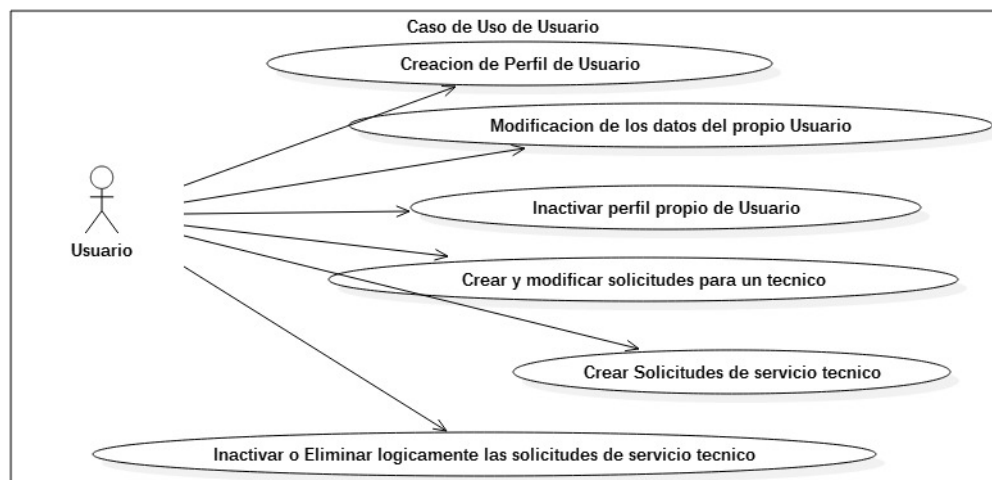 Caso de Uso de Usuario
Creacion de Perfil de Usuario
Modificacion de los datos del propio Usuario
Inactivar perfil propio de Usuario
Usuario
Crear y modificar solicitudes para un tecnico
Crear Solicitudes de servicio tecnico
Inactivar o Eliminar logicamente las solicitudes de servicio tecnico